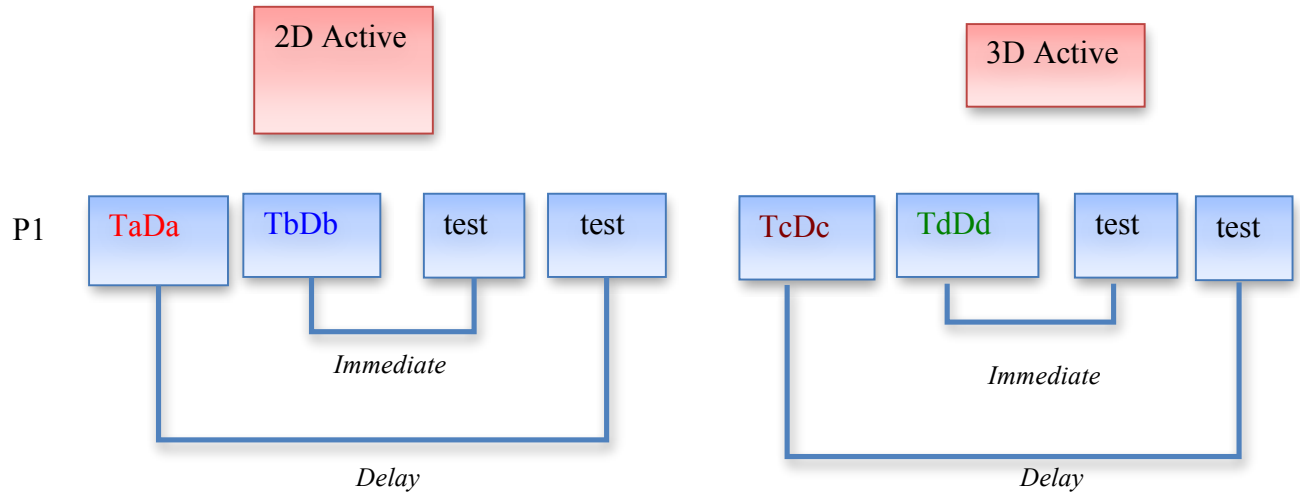 2D Active
3D Active
P1
TaDa
TbDb
test
test
TcDc
TdDd
test
test
Immediate
Immediate
Delay
Delay